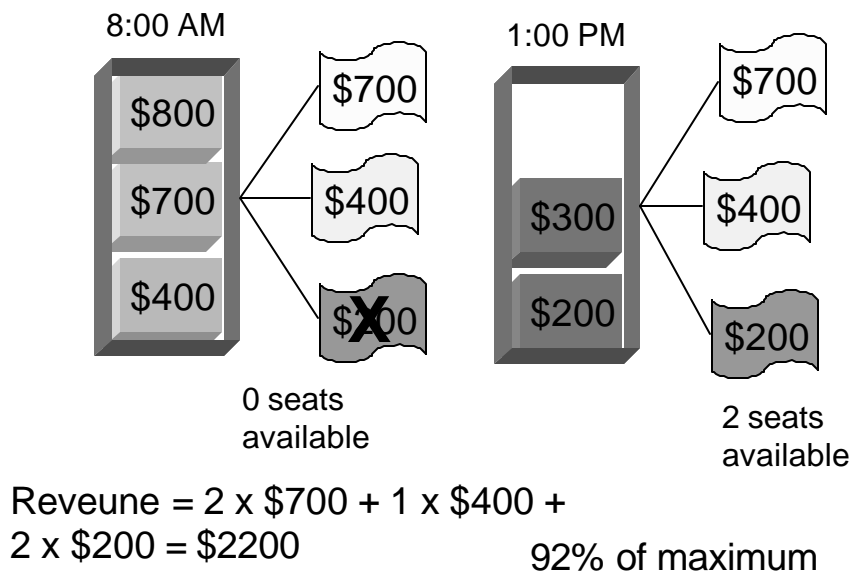 8:00 AM
$800
$700
$400
$700
$400
$200
X
0 seats
available
1:00 PM
$300
$200
$700
$400
$200
2 seats
available
Reveune = 2 x $700 + 1 x $400 +
2 x $200 = $2200
92% of maximum